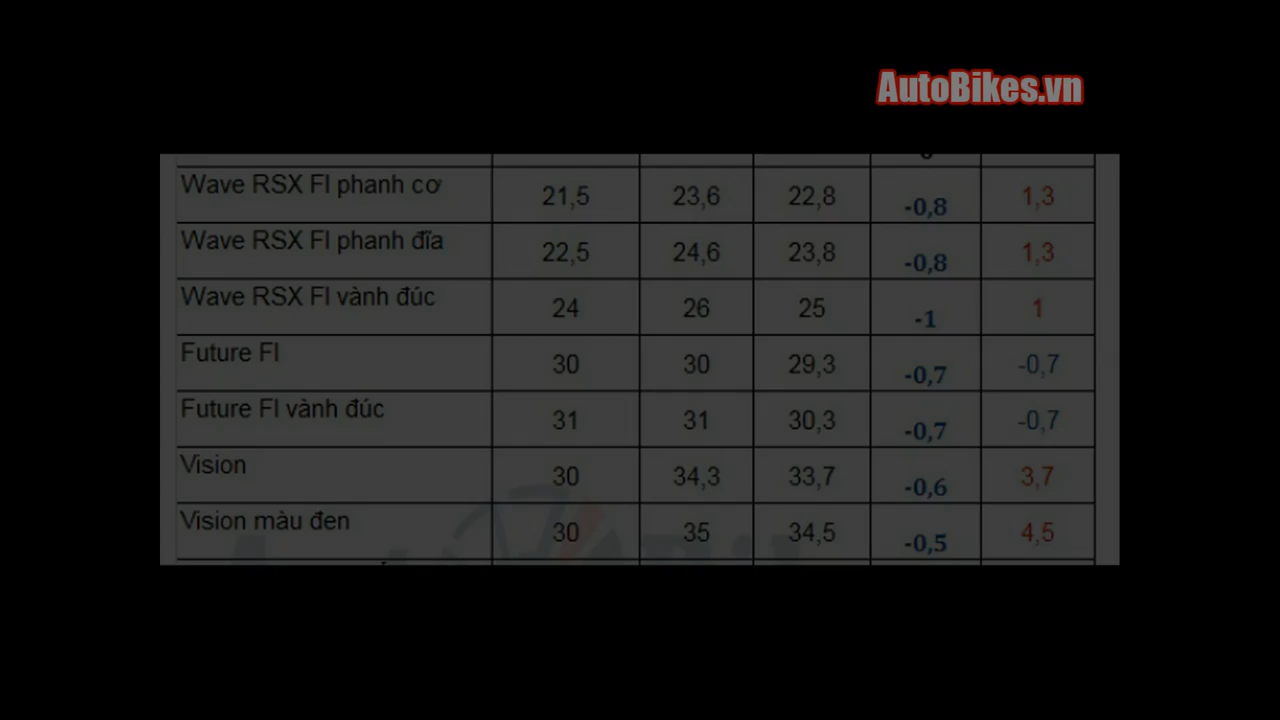 AutoBikes.vn
Wave RSX FI phanh cơ 21,5 23,6 22,8 -0,8 1,3
Wave RSX FI phanh đĩa 22,5 24,6 23,8 -0,8 1,3
Wave RSX FI vành đúc 24 26 25 -1 1
Future FI 30 30 29,3 -0,7 -0,7
Future FI vành đúc 31 31 30,3 -0,7 -0,7
Vision 30 34,3 33,7 -0,6 3,7
Vision màu đen 30 35 34,5 -0,5 4,5